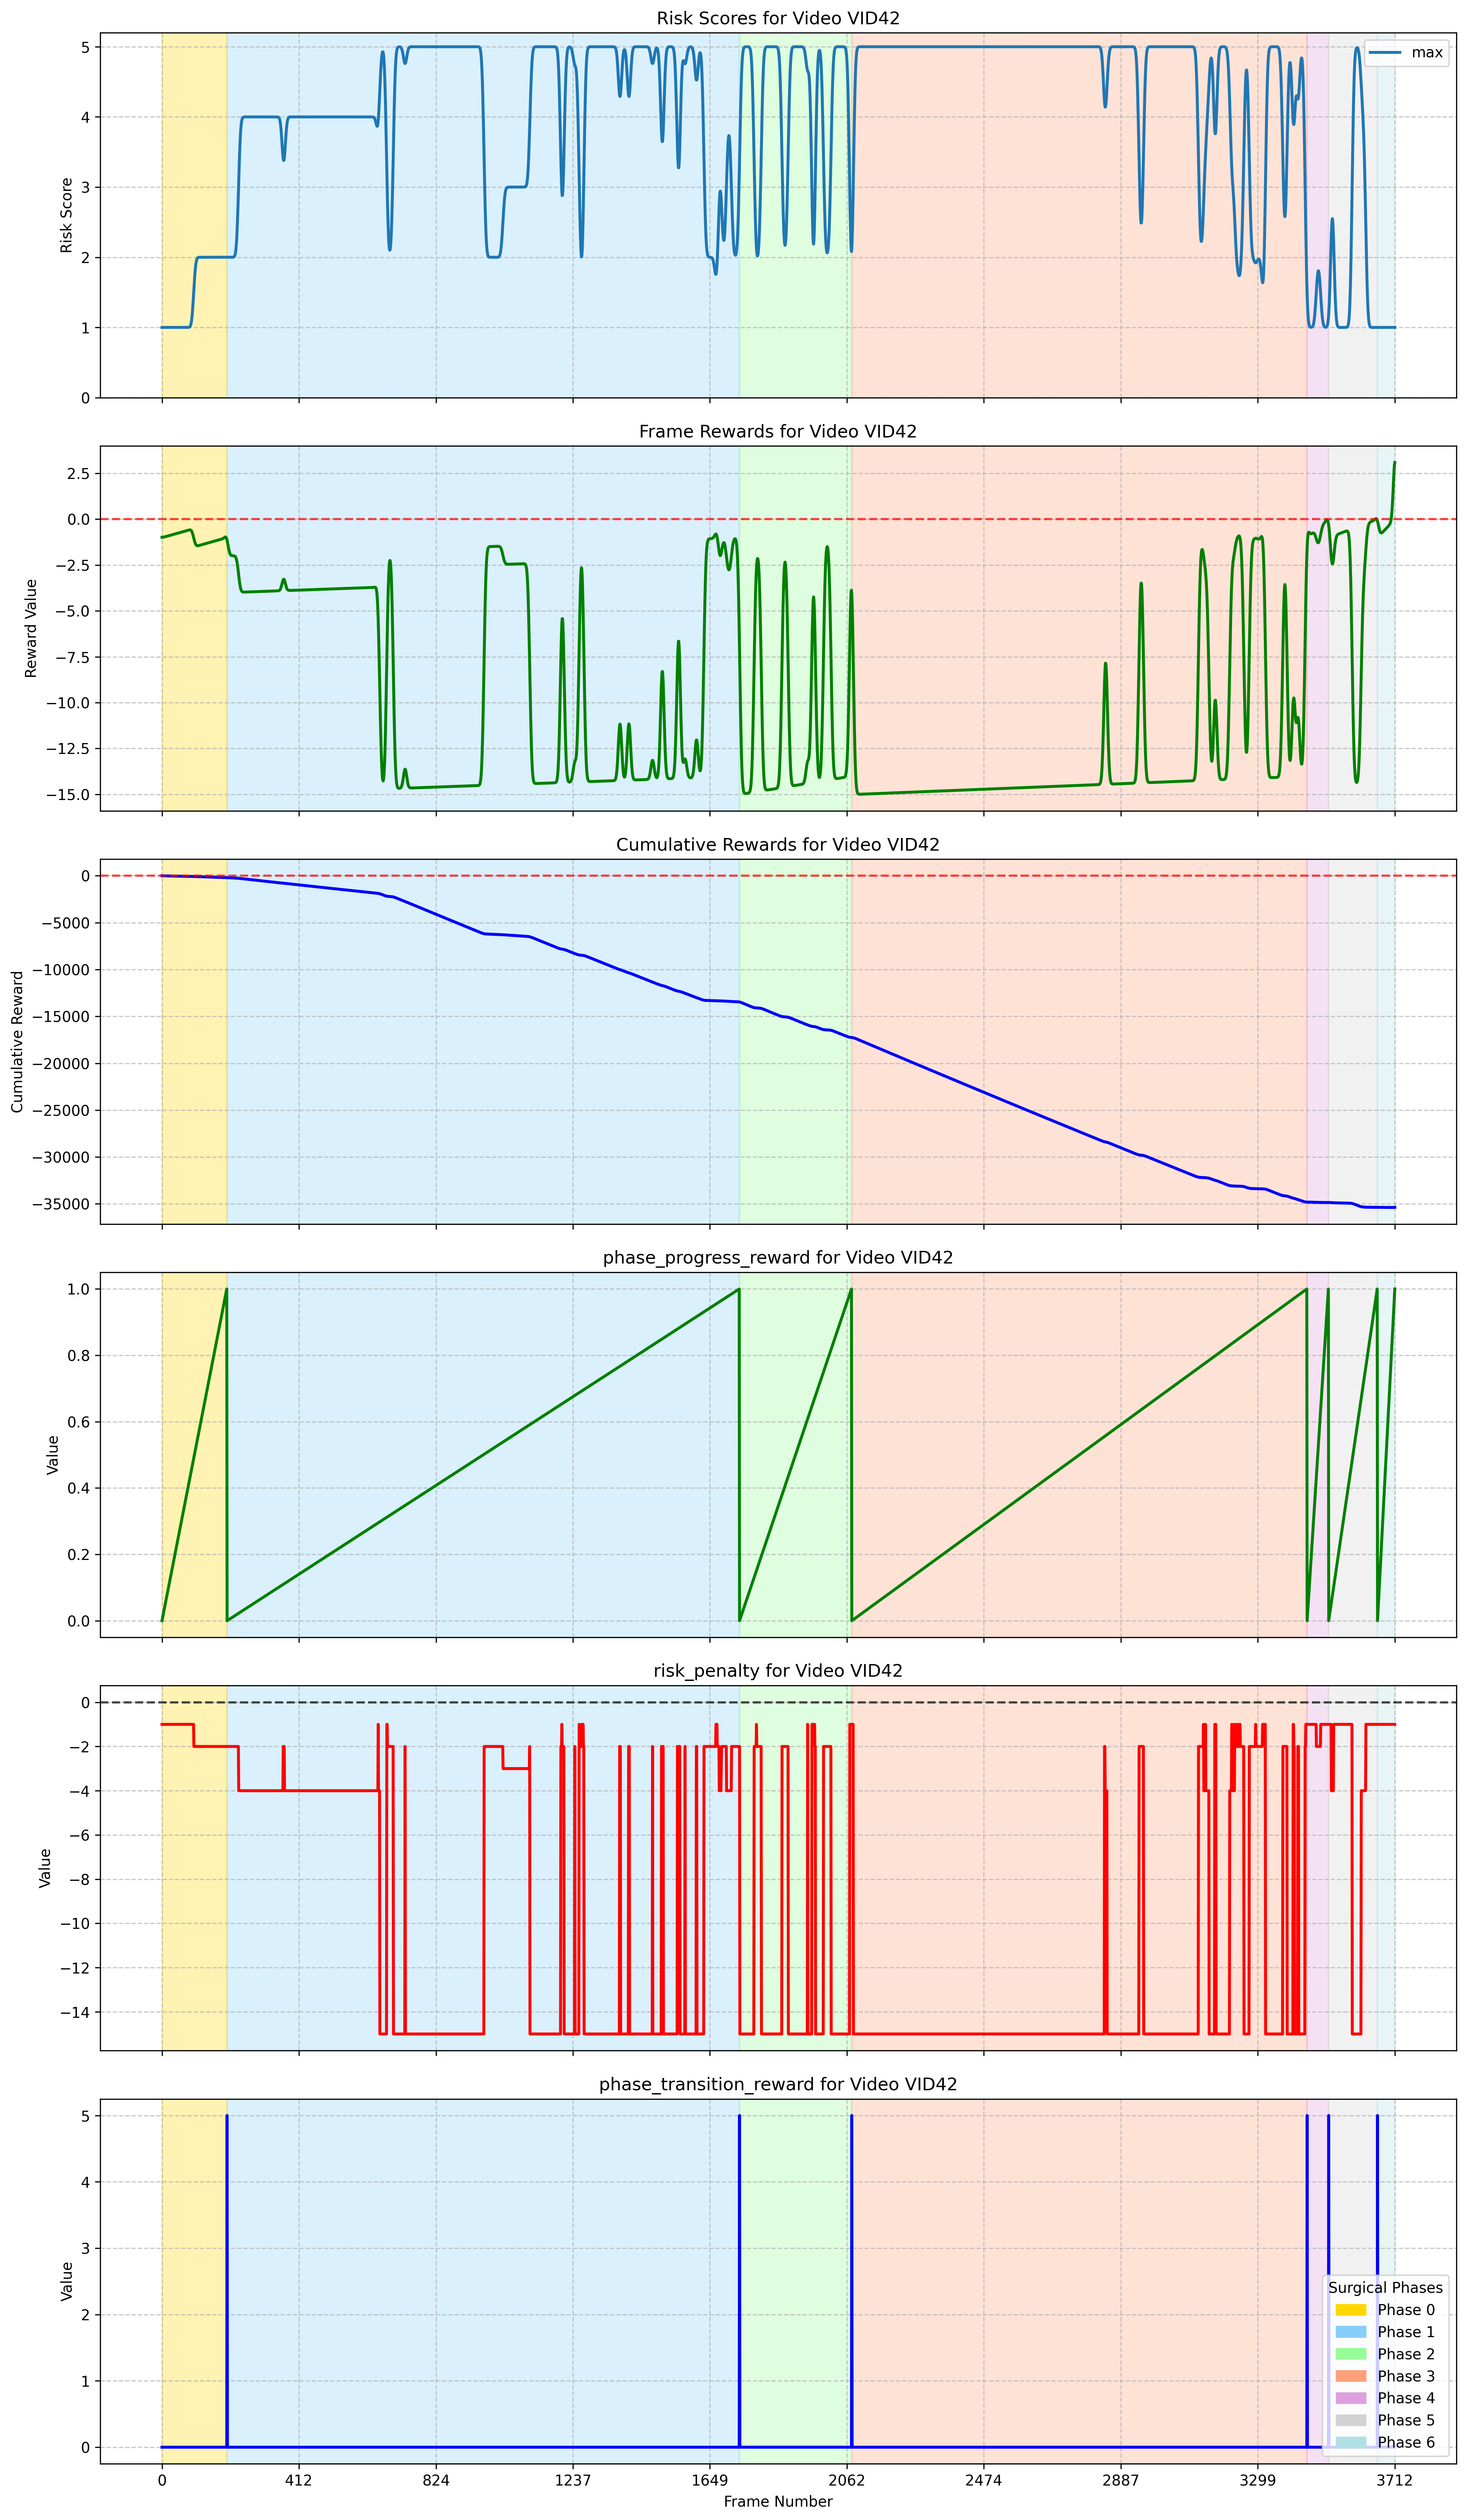 Risk Scores for Video VID42
max
Risk Score
5
4
3
2
1
0
Frame Rewards for Video VID42
Reward Value
2.5
0.0
−2.5
−5.0
−7.5
−10.0
−12.5
−15.0
Cumulative Rewards for Video VID42
Cumulative Reward
0
−5000
−10000
−15000
−20000
−25000
−30000
−35000
phase_progress_reward for Video VID42
Value
1.0
0.8
0.6
0.4
0.2
0.0
risk_penalty for Video VID42
Value
0
−2
−4
−6
−8
−10
−12
−14
phase_transition_reward for Video VID42
Value
5
4
3
2
1
0
Surgical Phases
Phase 0
Phase 1
Phase 2
Phase 3
Phase 4
Phase 5
Phase 6
0 412 824 1237 1649 2062 2474 2887 3299 3712
Frame Number